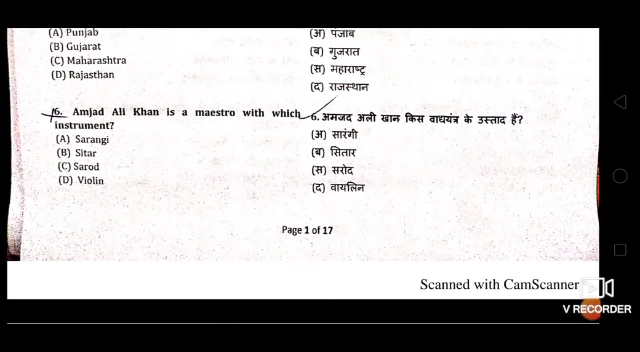 (A) Punjab
(B) Gujarat
(C) Maharashtra
(D) Rajasthan
(अ) पंजाब
(ब) गुजरात
(स) महाराष्ट्र
(द) राजस्थान
6. Amjad Ali Khan is a maestro with which
instrument?
(A) Sarangi
(B) Sitar
(C) Sarod
(D) Violin
6. अमजद अली खान किस वाद्ययंत्र के उस्ताद हैं?
(अ) सारंगी
(ब) सितार
(स) सरोद
(द) वायलिन
Page 1 of 17
Scanned with CamScanner
V RECORDER